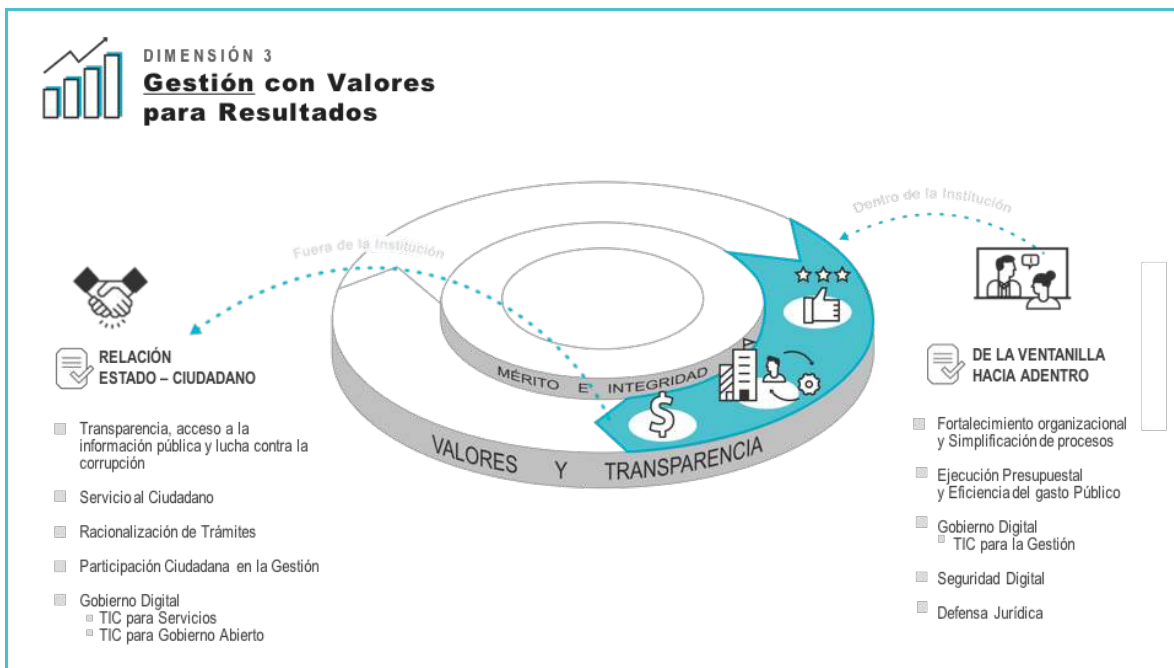 DIMENSIÓN 3
Gestión con Valores
para Resultados
Fuera de la Institución
Dentro de la Institución
RELACIÓN
ESTADO – CIUDADANO
Transparencia, acceso a la
información pública y lucha contra la
corrupción
Servicio al Ciudadano
Racionalización de Trámites
Participación Ciudadana en la Gestión
Gobierno Digital
TIC para Servicios
TIC para Gobierno Abierto
MÉRITO E INTEGRIDAD
$
VALORES Y TRANSPARENCIA
DE LA VENTANILLA
HACIA ADENTRO
Fortalecimiento organizacional
y Simplificación de procesos
Ejecución Presupuestal
y Eficiencia del gasto Público
Gobierno Digital
TIC para la Gestión
Seguridad Digital
Defensa Jurídica